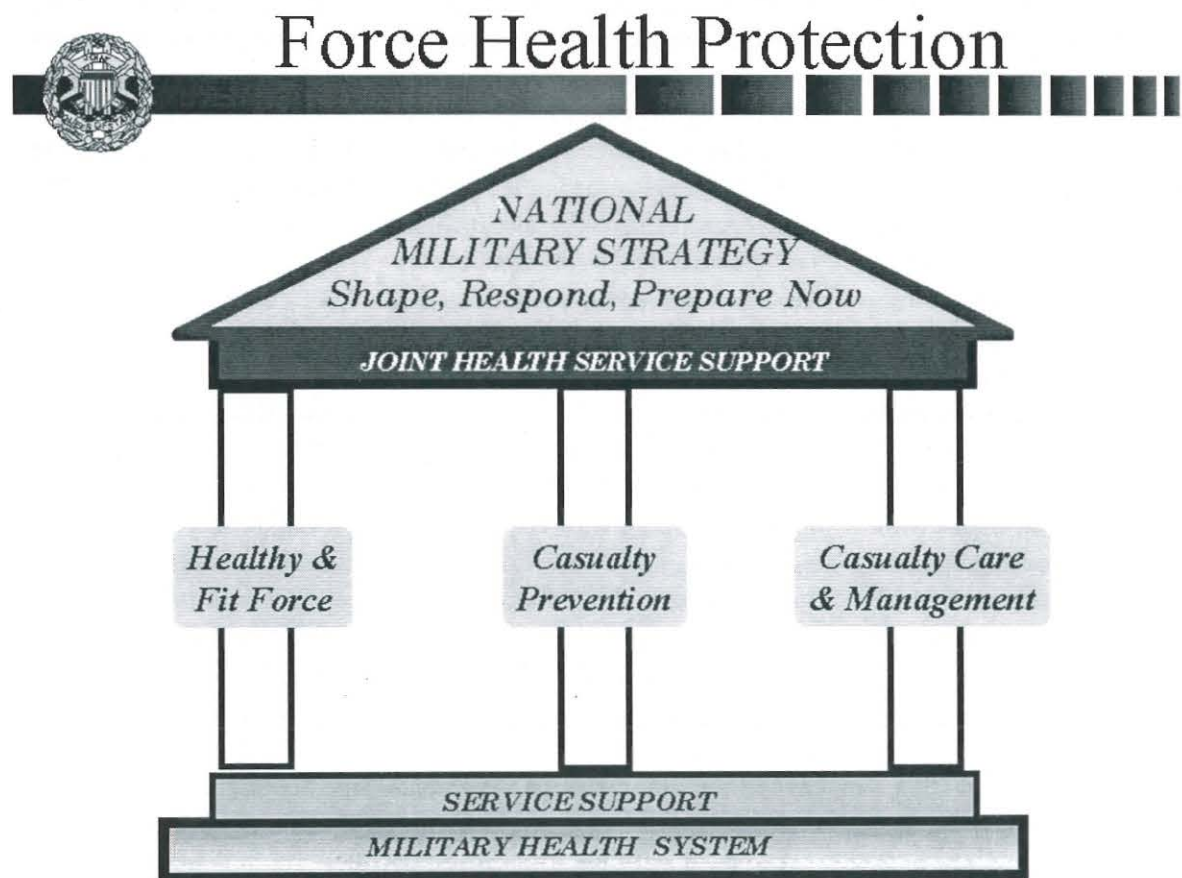 Force Health Protection
NATIONAL
MILITARY STRATEGY
Shape, Respond, Prepare Now
JOINT HEALTH SERVICE SUPPORT
Healthy &
Fit Force
Casualty
Prevention
Casualty Care
& Management
SERVICE SUPPORT
MILITARY HEALTH SYSTEM